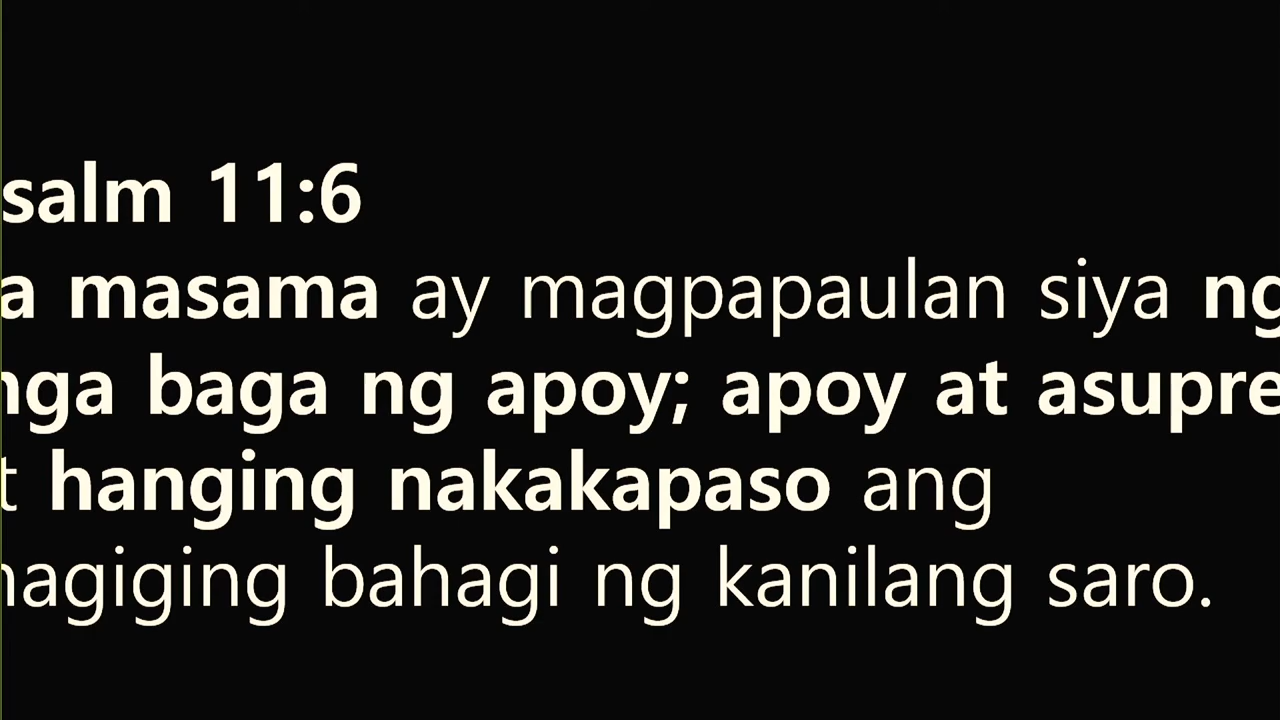 salm 11:6
a masama ay magpapaulan siya ng
nga baga ng apoy; apoy at asupre
t hanging nakakapaso ang
nagiging bahagi ng kanilang saro.